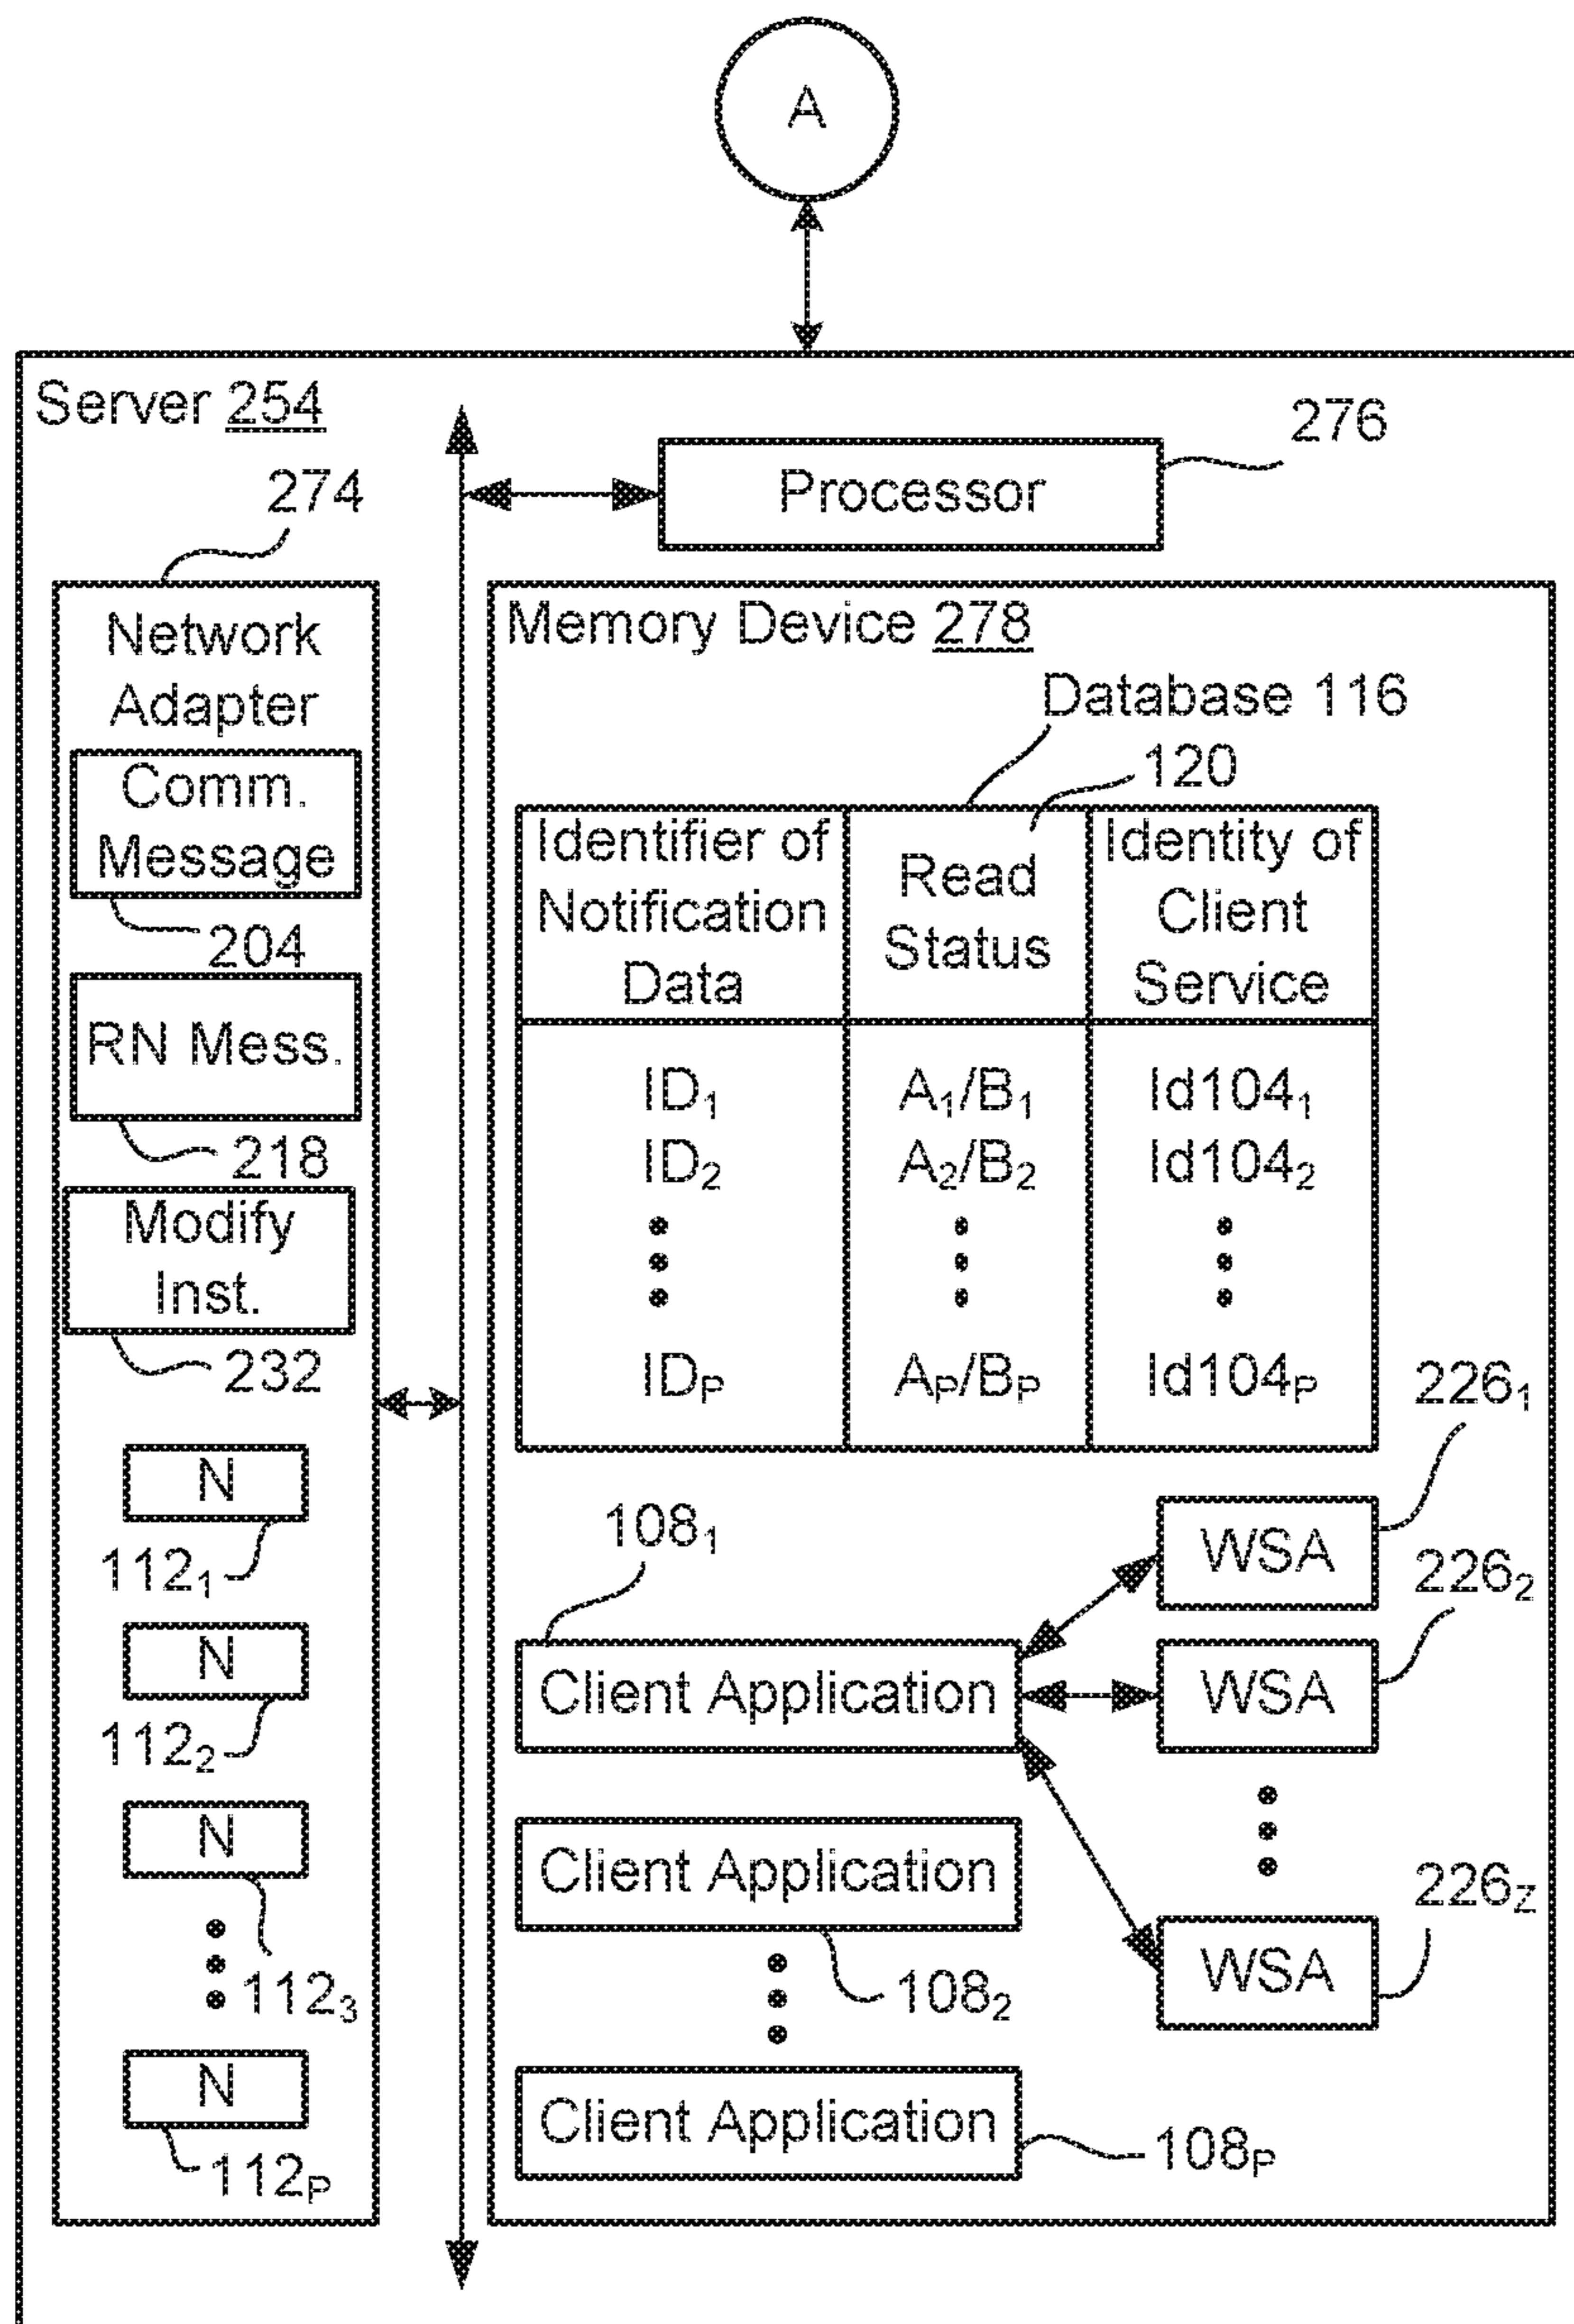 A
Server 254
276
Processor
274
Network
Adapter
Comm.
Message
204
RN Mess.
218
Modify
Inst.
232
N
112₁
N
112₂
N
112₃
N
112ₚ
Memory Device 278
Database 116
120
Identifier of
Notification
Data
Read
Status
Identity of
Client
Service
ID₁ A₁/B₁ Id104₁
ID₂ A₂/B₂ Id104₂
IDₚ Aₚ/Bₚ Id104ₚ
226₁
WSA
108₁
226₂
Client Application
WSA
Client Application
108₂
226_Z
WSA
Client Application
108ₚ